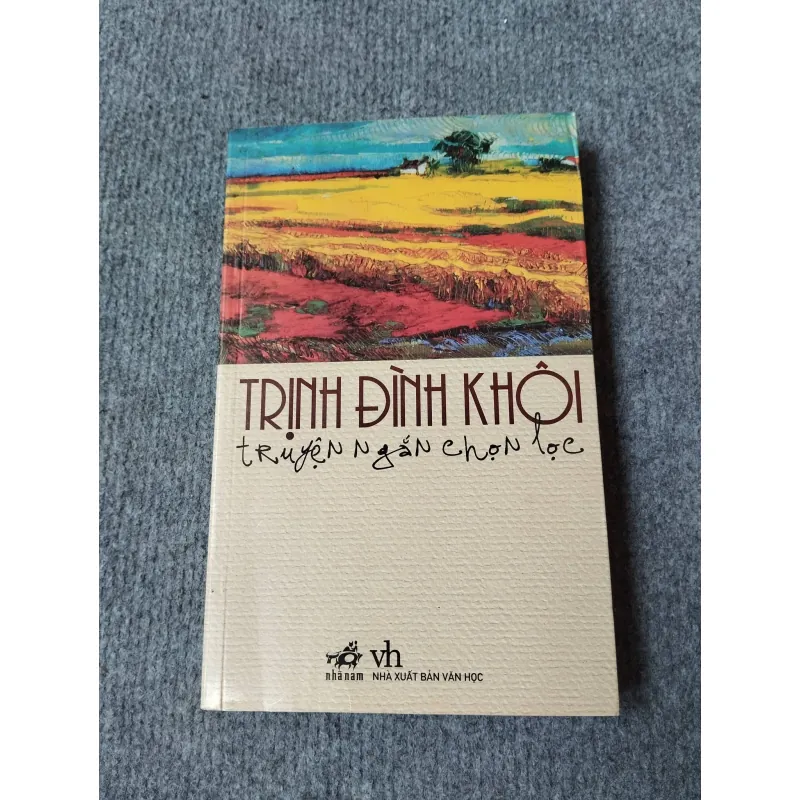 TRỊNH ĐÌNH KHÔI
truyện ngắn chọn lọc
nhã nam
vh
NHÀ XUẤT BẢN VĂN HỌC